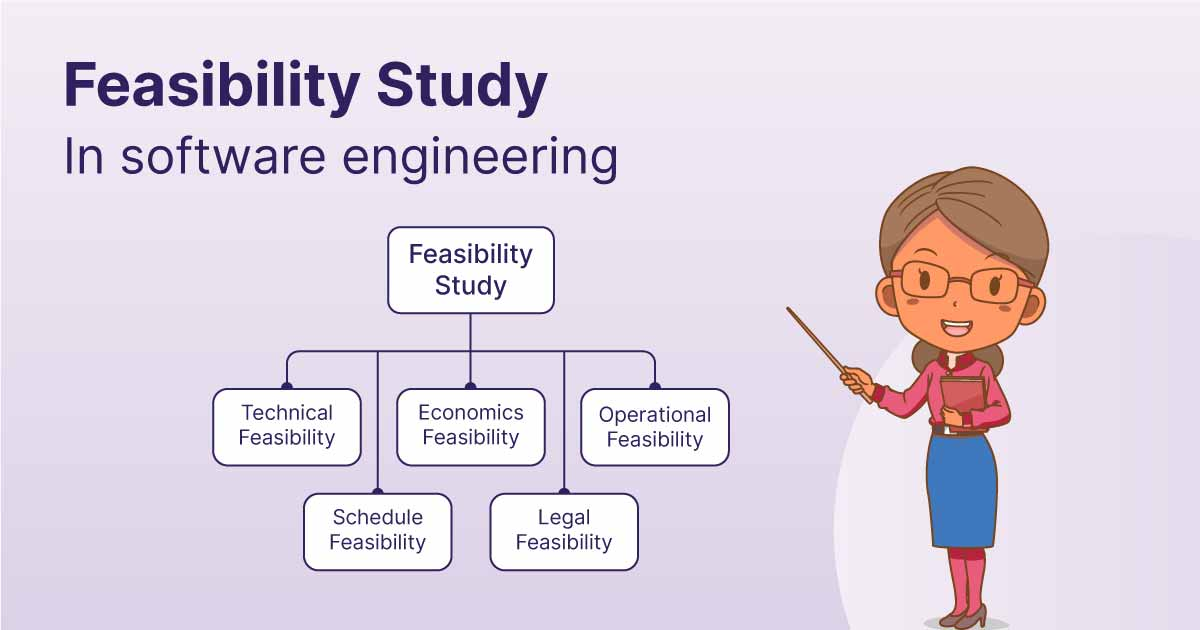 Feasibility Study
In software engineering
Feasibility
Study
Technical
Feasibility
Economics
Feasibility
Operational
Feasibility
Schedule
Feasibility
Legal
Feasibility